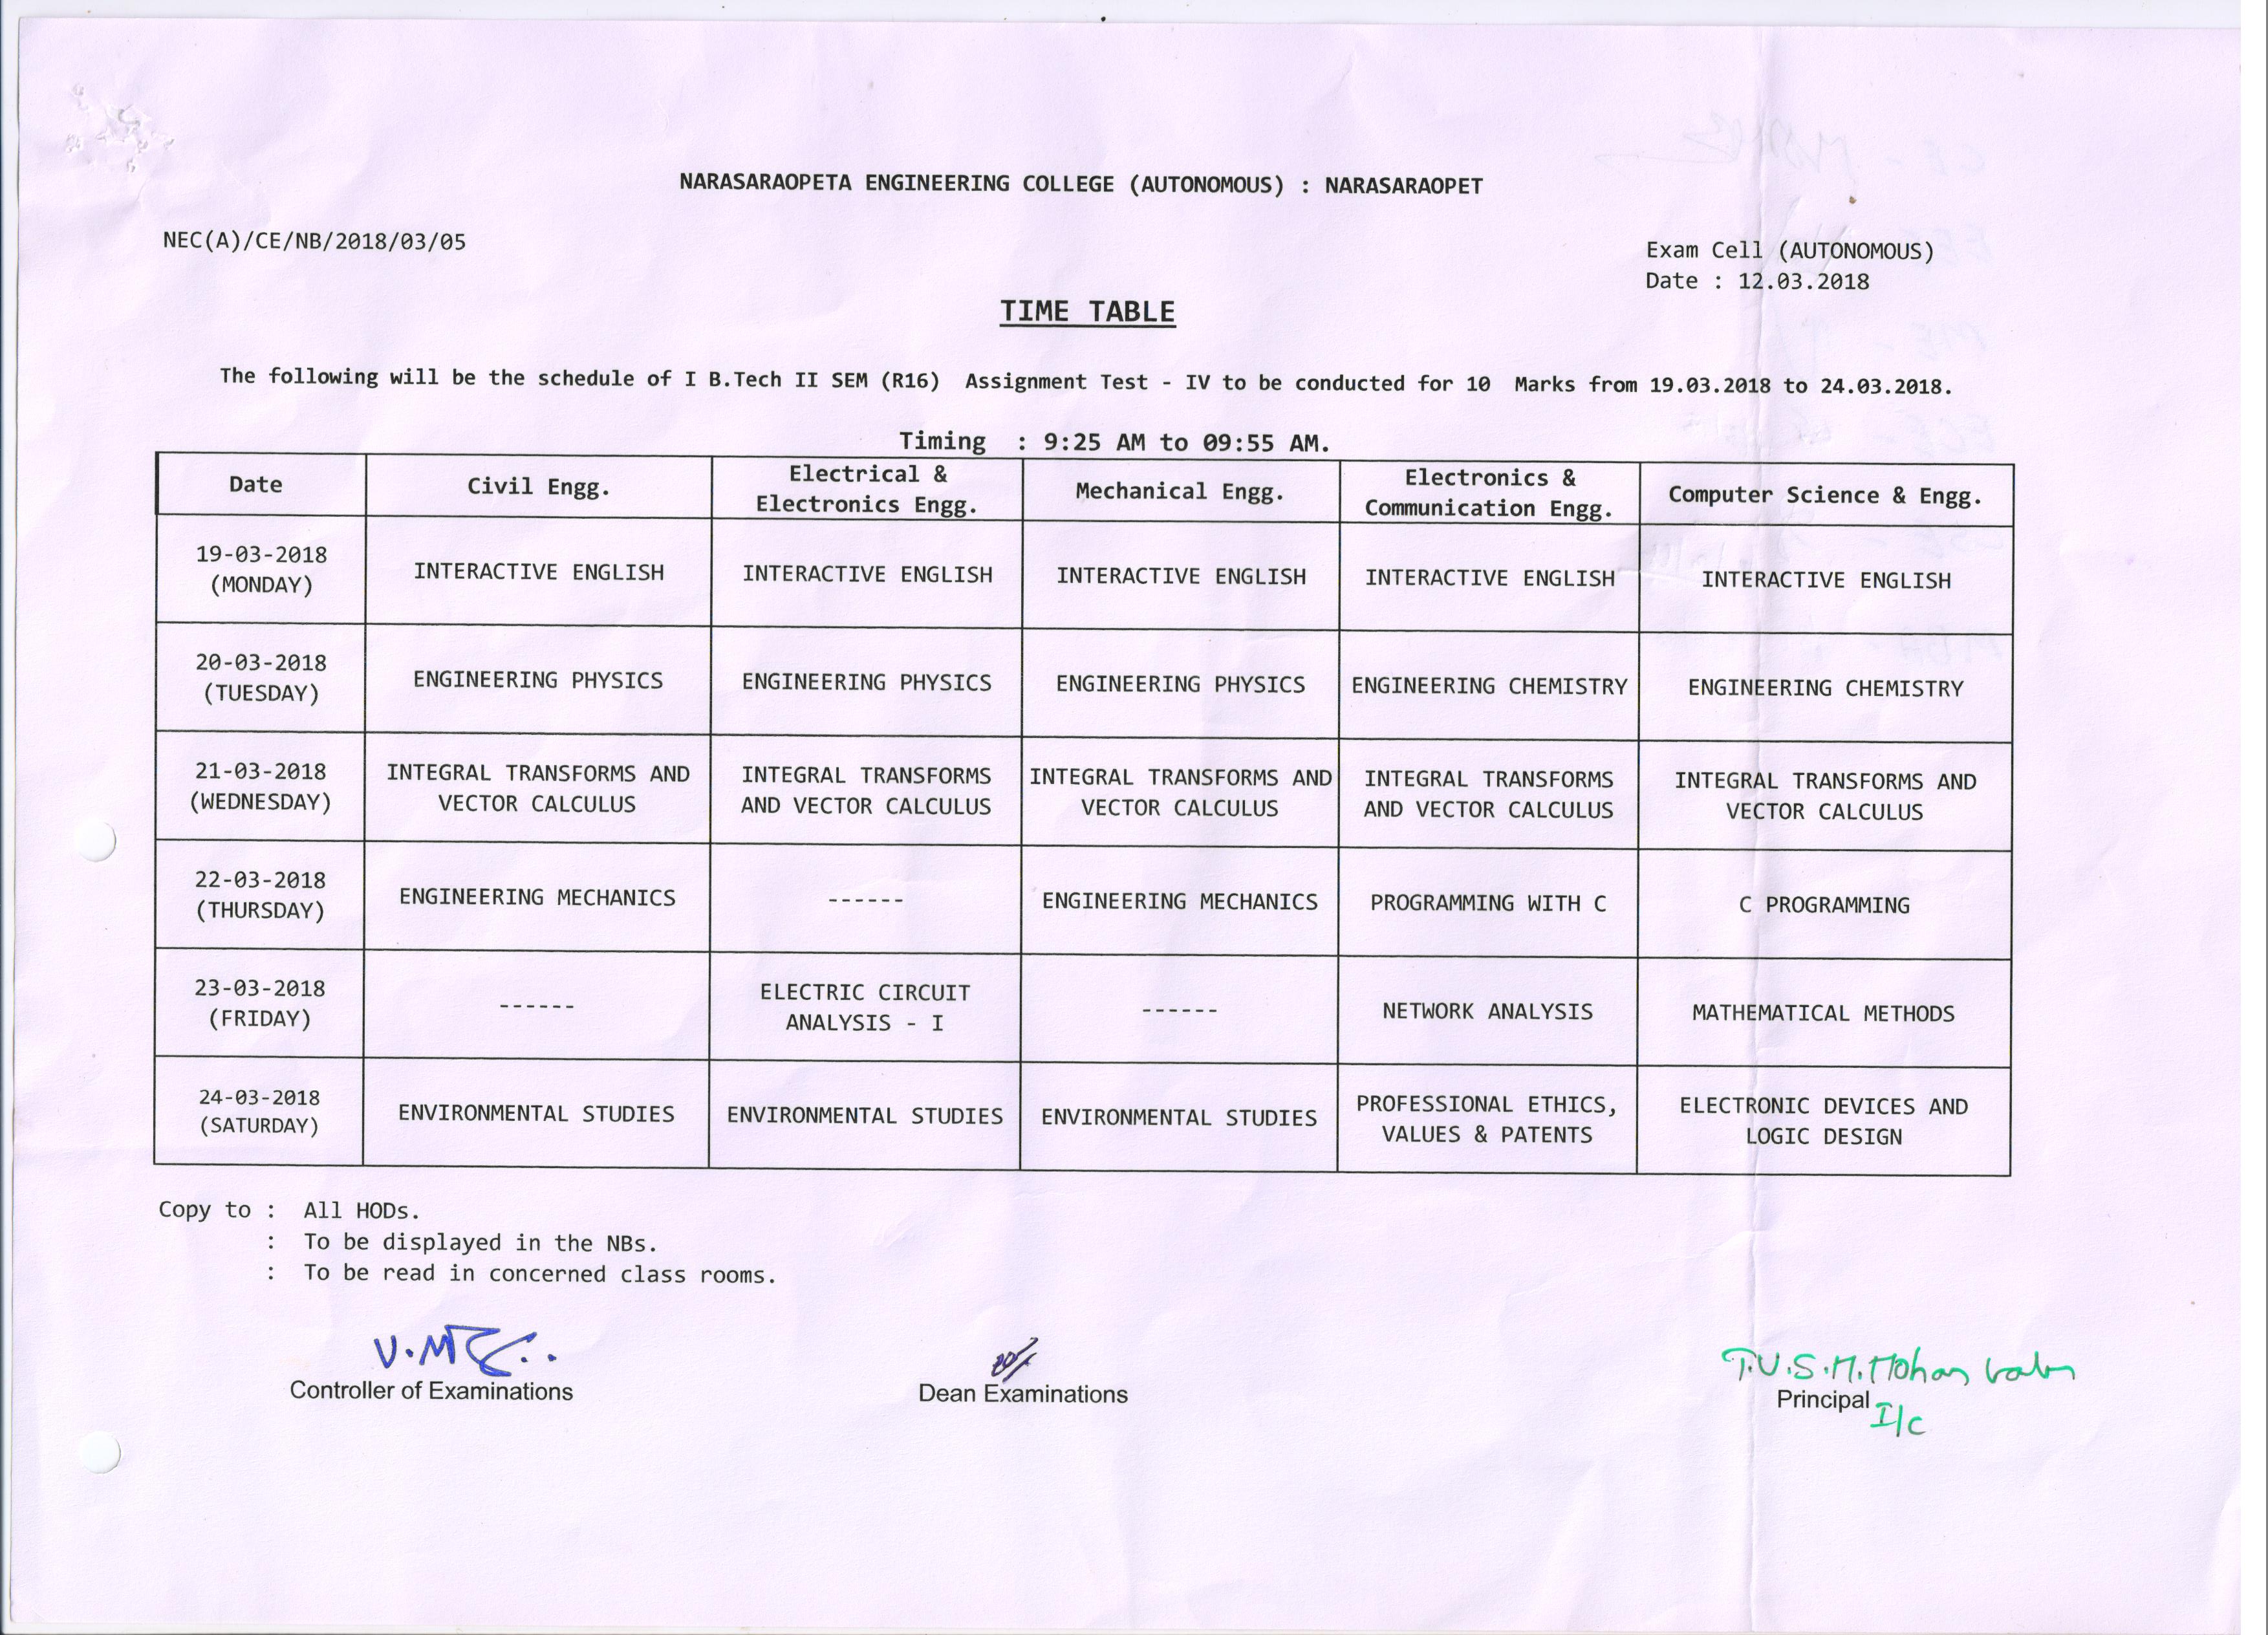 NARASARAOPETA ENGINEERING COLLEGE (AUTONOMOUS) : NARASARAOPET
NEC(A)/CE/NB/2018/03/05
Exam Cell (AUTONOMOUS)
Date : 12.03.2018
TIME TABLE
The following will be the schedule of I B.Tech II SEM (R16) Assignment Test - IV to be conducted for 10 Marks from 19.03.2018 to 24.03.2018.
Timing : 9:25 AM to 09:55 AM.
Date
Civil Engg.
Electrical &
Electronics Engg.
Mechanical Engg.
Electronics &
Communication Engg.
Computer Science & Engg.
19-03-2018
(MONDAY)
INTERACTIVE ENGLISH
INTERACTIVE ENGLISH
INTERACTIVE ENGLISH
INTERACTIVE ENGLISH
INTERACTIVE ENGLISH
20-03-2018
(TUESDAY)
ENGINEERING PHYSICS
ENGINEERING PHYSICS
ENGINEERING PHYSICS
ENGINEERING CHEMISTRY
ENGINEERING CHEMISTRY
21-03-2018
(WEDNESDAY)
INTEGRAL TRANSFORMS AND
VECTOR CALCULUS
INTEGRAL TRANSFORMS
AND VECTOR CALCULUS
INTEGRAL TRANSFORMS AND
VECTOR CALCULUS
INTEGRAL TRANSFORMS
AND VECTOR CALCULUS
INTEGRAL TRANSFORMS AND
VECTOR CALCULUS
22-03-2018
(THURSDAY)
ENGINEERING MECHANICS
------
ENGINEERING MECHANICS
PROGRAMMING WITH C
C PROGRAMMING
23-03-2018
(FRIDAY)
------
ELECTRIC CIRCUIT
ANALYSIS - I
------
NETWORK ANALYSIS
MATHEMATICAL METHODS
24-03-2018
(SATURDAY)
ENVIRONMENTAL STUDIES
ENVIRONMENTAL STUDIES
ENVIRONMENTAL STUDIES
PROFESSIONAL ETHICS,
VALUES & PATENTS
ELECTRONIC DEVICES AND
LOGIC DESIGN
Copy to : All HODs.
: To be displayed in the NBs.
: To be read in concerned class rooms.
Controller of Examinations
Dean Examinations
T.V.S.M.Mohan babu
Principal
I/c